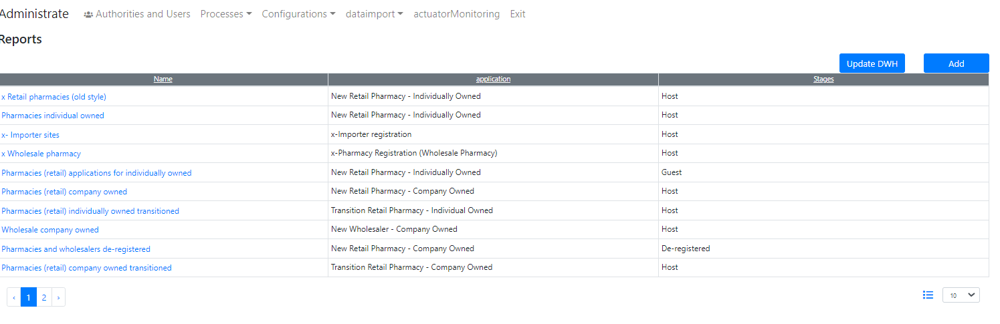 Administrate Authorities and Users Processes Configurations dataimport actuatorMonitoring Exit
Reports
Update DWH Add
Name application Stages
x Retail pharmacies (old style) New Retail Pharmacy - Individually Owned Host
Pharmacies individual owned New Retail Pharmacy - Individually Owned Host
x- Importer sites x-Importer registration Host
x Wholesale pharmacy x-Pharmacy Registration (Wholesale Pharmacy) Host
Pharmacies (retail) applications for individually owned New Retail Pharmacy - Individually Owned Guest
Pharmacies (retail) company owned New Retail Pharmacy - Company Owned Host
Pharmacies (retail) individually owned transitioned Transition Retail Pharmacy - Individual Owned Host
Wholesale company owned New Wholesaler - Company Owned Host
Pharmacies and wholesalers de-registered New Retail Pharmacy - Company Owned De-registered
Pharmacies (retail) company owned transitioned Transition Retail Pharmacy - Company Owned Host
‹ 1 2 › 10